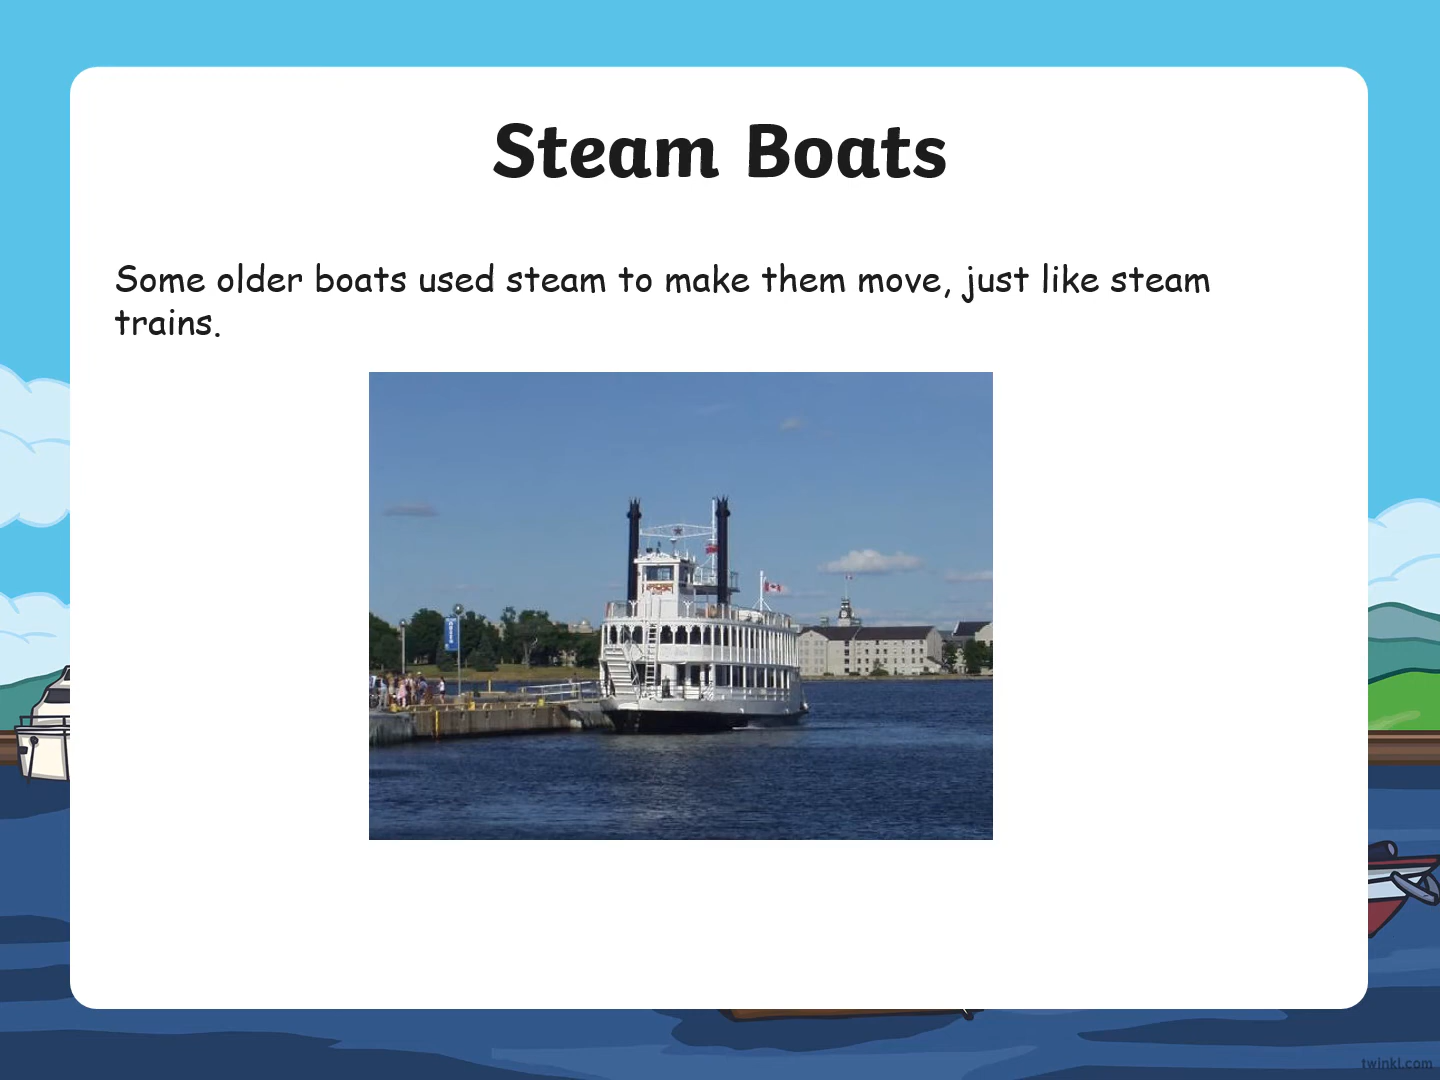 Steam Boats
Some older boats used steam to make them move, just like steam
trains.
twinkl.com